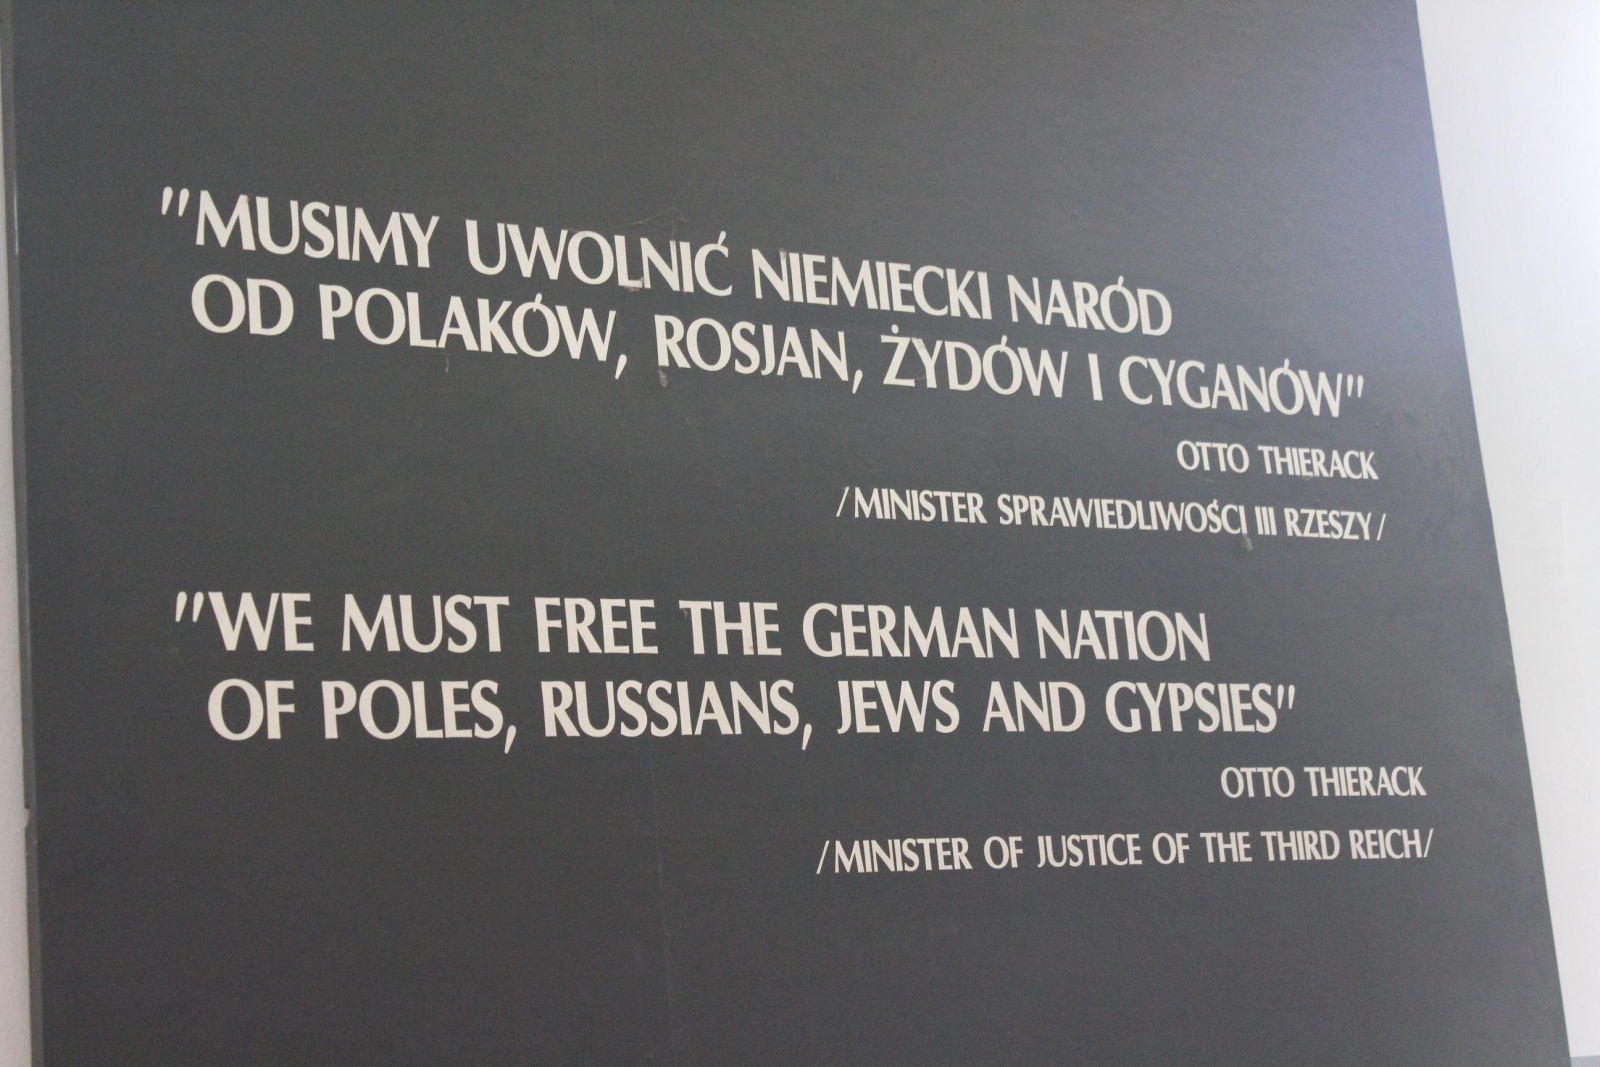 "MUSIMY UWOLNIĆ NIEMIECKI NARÓD
OD POLAKÓW, ROSJAN, ŻYDÓW I CYGANÓW"
OTTO THIERACK
/MINISTER SPRAWIEDLIWOŚCI III RZESZY/
"WE MUST FREE THE GERMAN NATION
OF POLES, RUSSIANS, JEWS AND GYPSIES"
OTTO THIERACK
/MINISTER OF JUSTICE OF THE THIRD REICH/